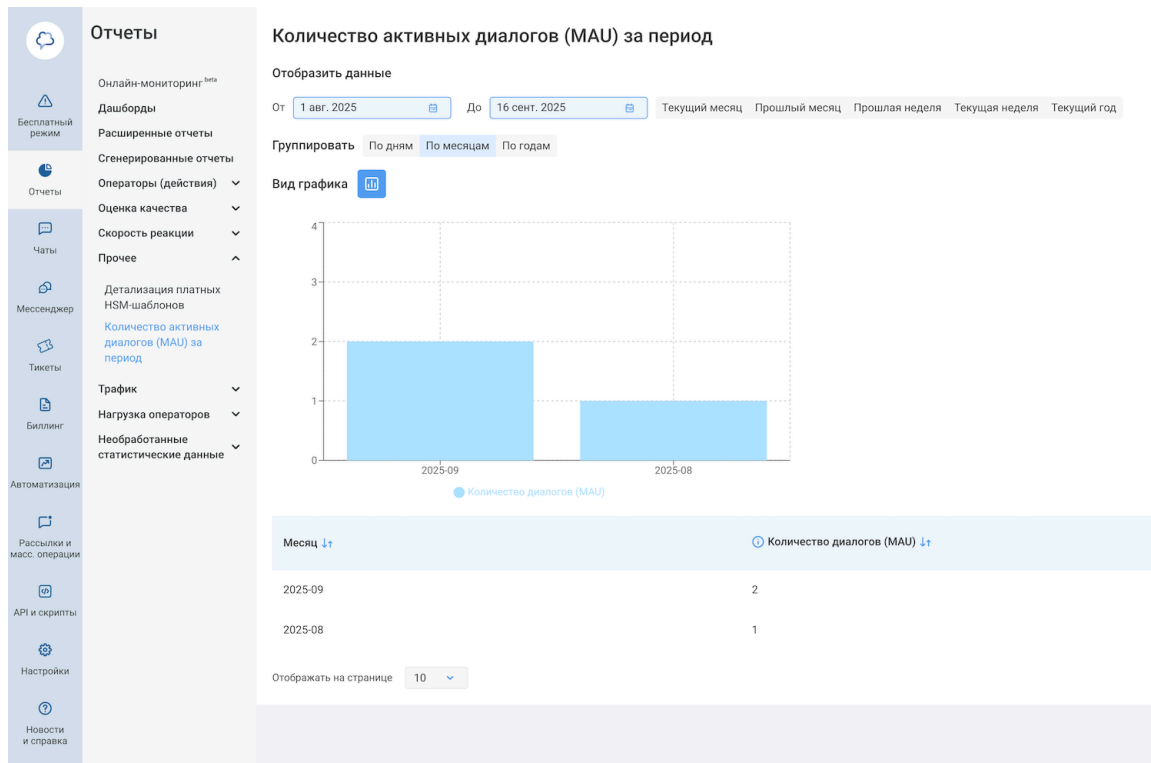 Бесплатный
режим
Отчеты
Чаты
Мессенджер
Тикеты
Биллинг
Автоматизация
Рассылки и
масс. операции
API и скрипты
Настройки
Новости
и справка
Отчеты
Онлайн-мониторинг beta
Дашборды
Расширенные отчеты
Сгенерированные отчеты
Операторы (действия)
Оценка качества
Скорость реакции
Прочее
Детализация платных
HSM-шаблонов
Количество активных
диалогов (MAU) за
период
Трафик
Нагрузка операторов
Необработанные
статистические данные
Количество активных диалогов (MAU) за период
Отобразить данные
От 1 авг. 2025 До 16 сент. 2025 Текущий месяц Прошлый месяц Прошлая неделя Текущая неделя Текущий год
Группировать По дням По месяцам По годам
Вид графика
4
3
2
1
0
2025-09 2025-08
Количество диалогов (MAU)
Месяц Количество диалогов (MAU)
2025-09 2
2025-08 1
Отображать на странице 10